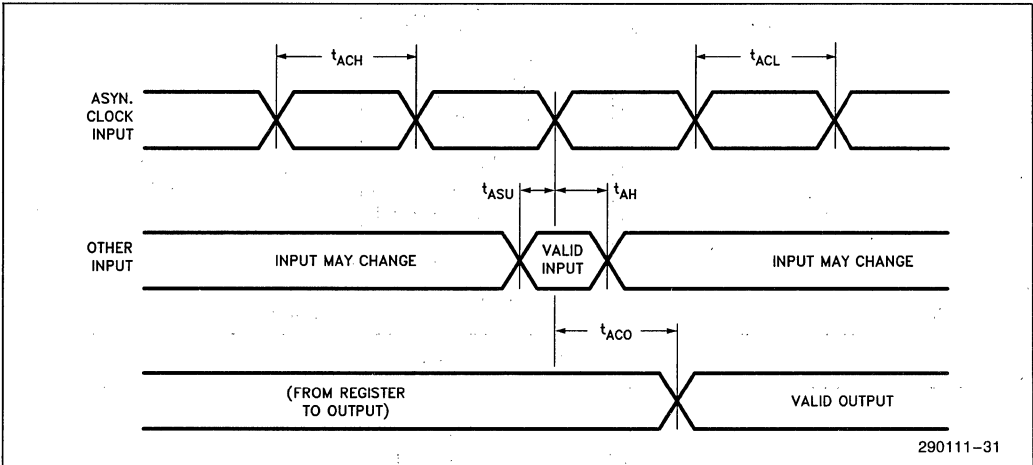 tACH
tACL
ASYN.
CLOCK
INPUT
tASU
tAH
OTHER
INPUT
INPUT MAY CHANGE
VALID
INPUT
INPUT MAY CHANGE
tACO
(FROM REGISTER
TO OUTPUT)
VALID OUTPUT
290111-31